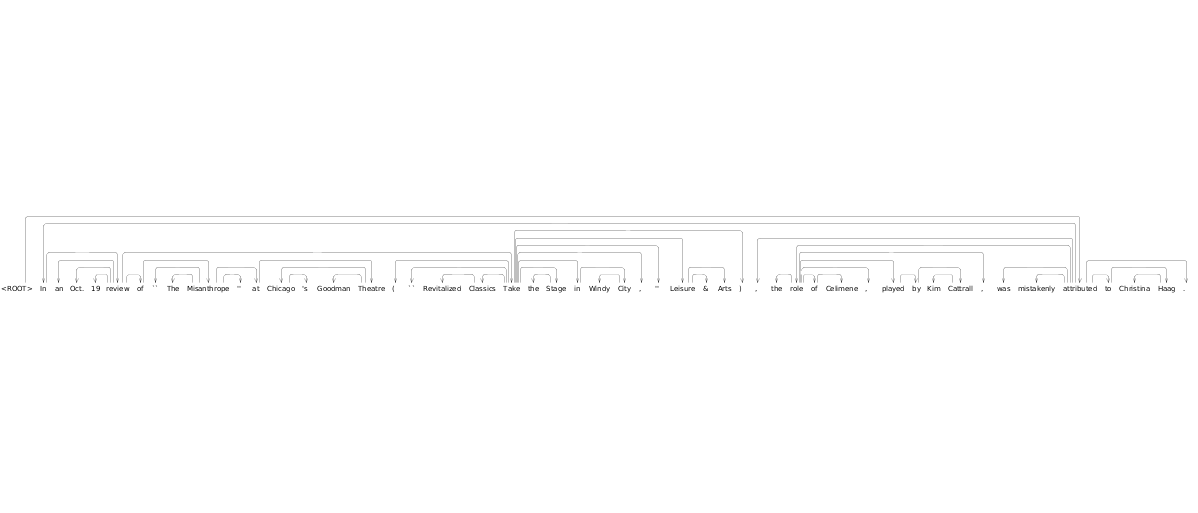 <ROOT> In an Oct. 19 review of `` The Misanthrope '' at Chicago 's Goodman Theatre ( `` Revitalized Classics Take the Stage in Windy City , '' Leisure & Arts ) , the role of Celimene , played by Kim Cattrall , was mistakenly attributed to Christina Haag .